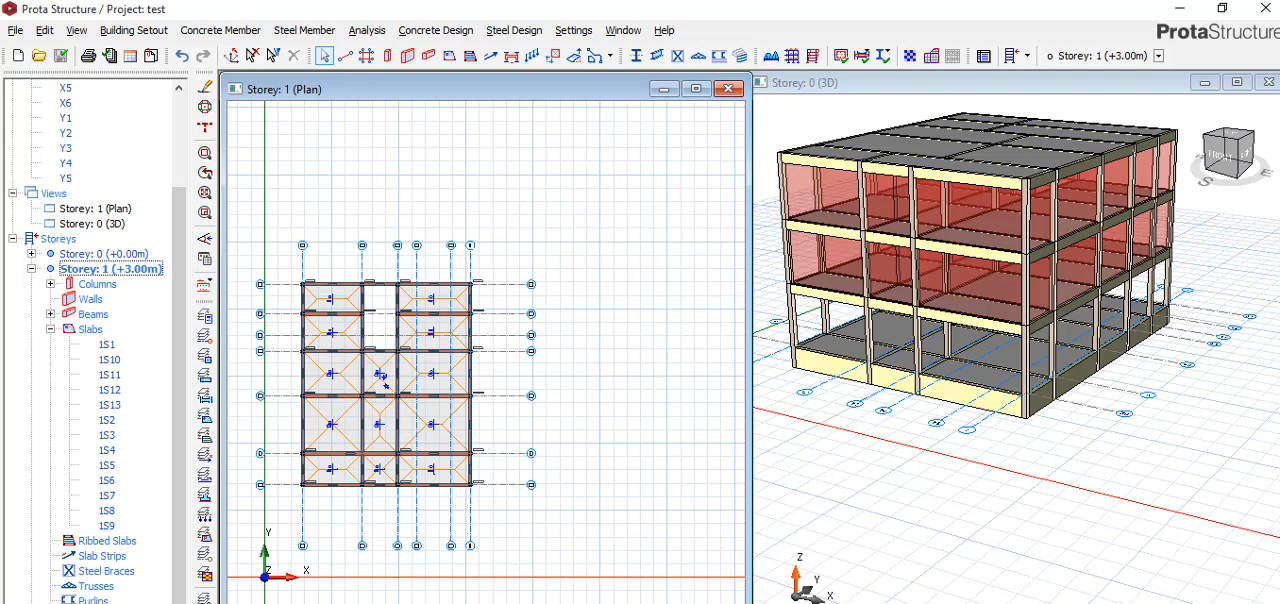 Prota Structure / Project: test
File Edit View Building Setout Concrete Member Steel Member Analysis Concrete Design Steel Design Settings Window Help
ProtaStructure
Storey: 1 (+3.00m)
X5
X6
Y1
Y2
Y3
Y4
Y5
Views
Storey: 1 (Plan)
Storey: 0 (3D)
Storeys
Storey: 0 (+0.00m)
Storey: 1 (+3.00m)
Columns
Walls
Beams
Slabs
1S1
1S10
1S11
1S12
1S13
1S2
1S3
1S4
1S5
1S6
1S7
1S8
1S9
Ribbed Slabs
Slab Strips
Steel Braces
Trusses
Purlins
Storey: 1 (Plan)
Y
Z
X
Storey: 0 (3D)
FRONT
S
E
Z
Y
X